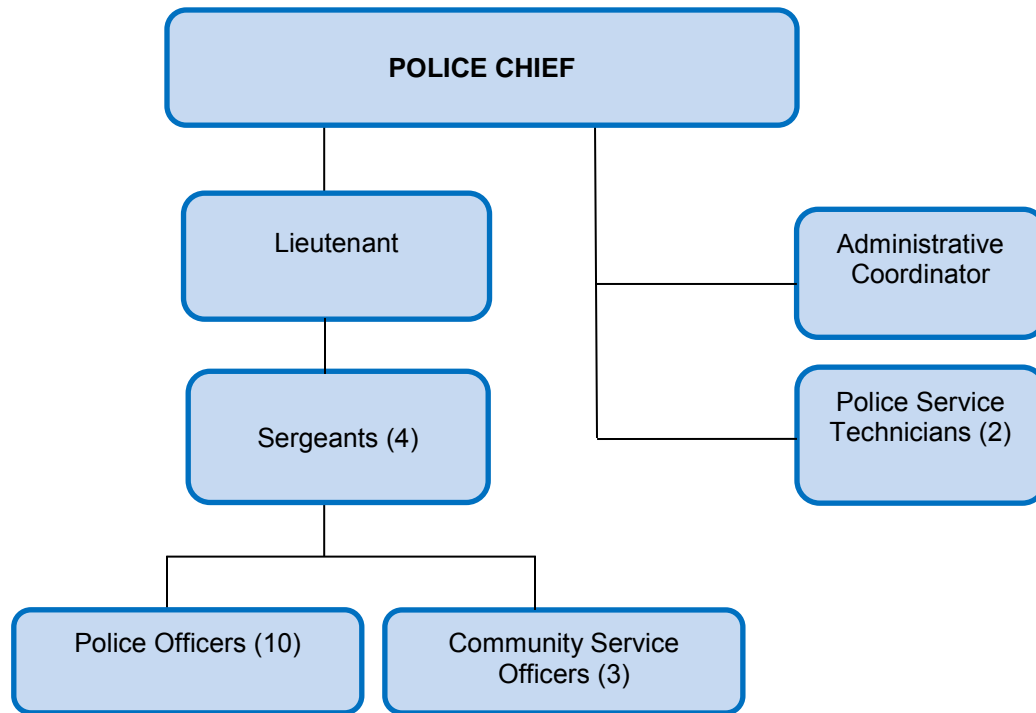 POLICE CHIEF
Lieutenant
Administrative
Coordinator
Sergeants (4)
Police Service
Technicians (2)
Police Officers (10)
Community Service
Officers (3)